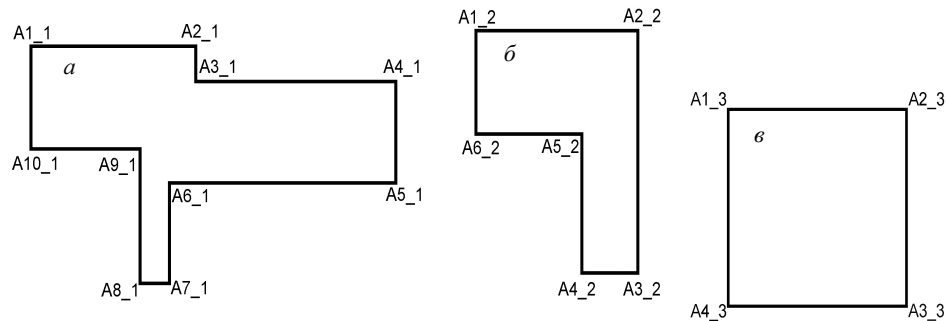 A1_1 A2_1
а
A3_1 A4_1
A10_1 A9_1
A6_1 A5_1
A8_1 A7_1
A1_2 A2_2
б
A6_2 A5_2
A4_2 A3_2
A1_3 A2_3
в
A4_3 A3_3